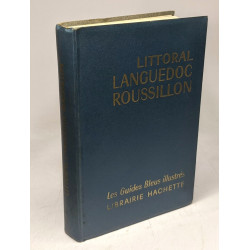 LITTORAL
LANGUEDOC
ROUSSILLON
Les Guides Bleus illustrés
LIBRAIRIE HACHETTE